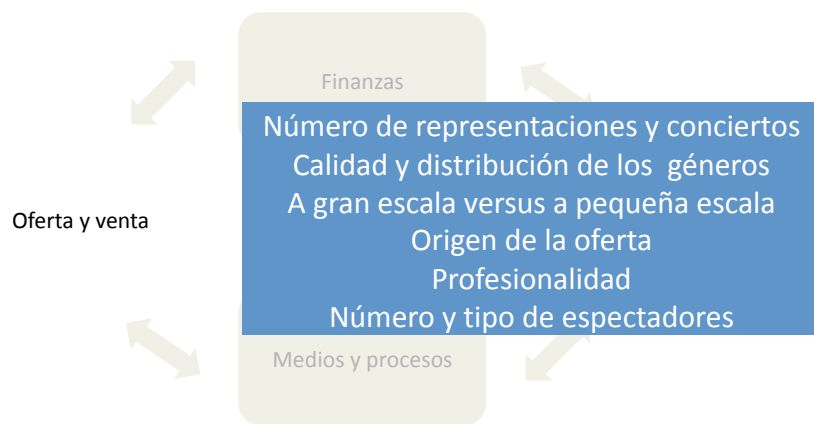 Finanzas
Número de representaciones y conciertos
Calidad y distribución de los géneros
A gran escala versus a pequeña escala
Oferta y venta
Origen de la oferta
Profesionalidad
Número y tipo de espectadores
Medios y procesos